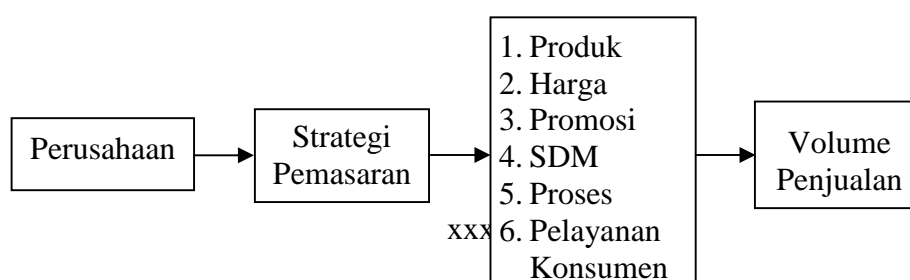 Perusahaan
Strategi
Pemasaran
1. Produk
2. Harga
3. Promosi
4. SDM
5. Proses
6. Pelayanan
Konsumen
xxx
Volume
Penjualan